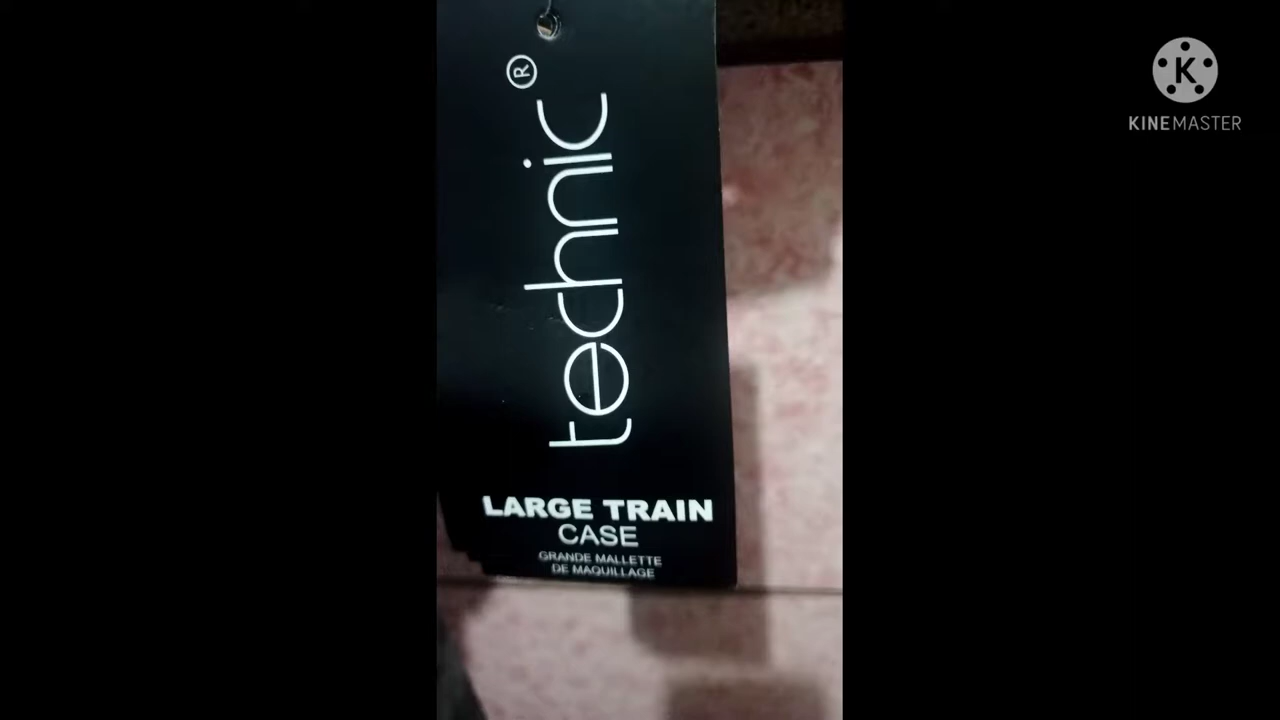 technic®
LARGE TRAIN
CASE
GRANDE MALLETTE
DE MAQUILLAGE
K
KINEMASTER